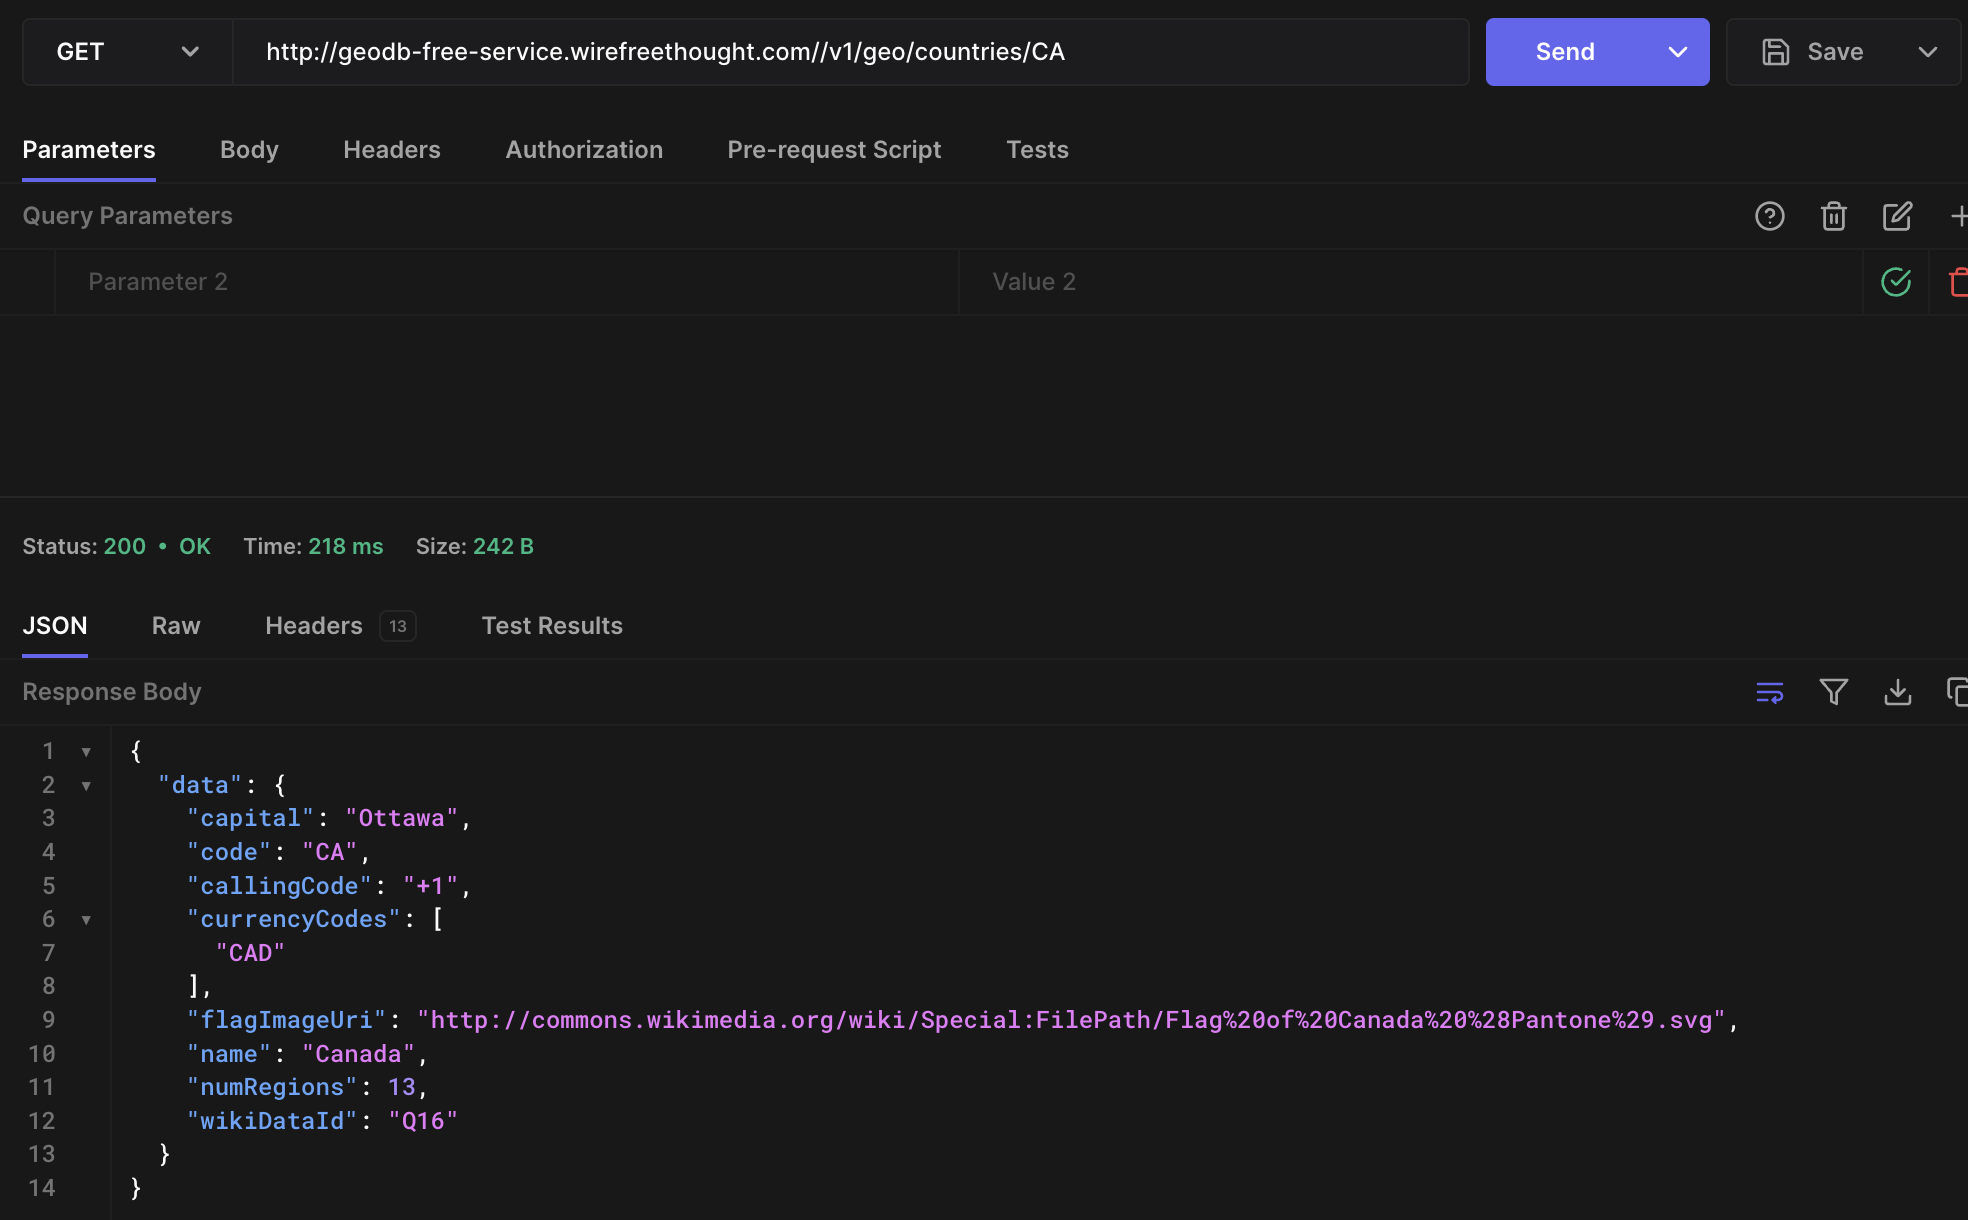 GET http://geodb-free-service.wirefreethought.com//v1/geo/countries/CA Send Save
Parameters Body Headers Authorization Pre-request Script Tests
Query Parameters
Parameter 2 Value 2
Status: 200 • OK Time: 218 ms Size: 242 B
JSON Raw Headers 13 Test Results
Response Body
1 {
2 "data": {
3 "capital": "Ottawa",
4 "code": "CA",
5 "callingCode": "+1",
6 "currencyCodes": [
7 "CAD"
8 ],
9 "flagImageUri": "http://commons.wikimedia.org/wiki/Special:FilePath/Flag%20of%20Canada%20%28Pantone%29.svg",
10 "name": "Canada",
11 "numRegions": 13,
12 "wikiDataId": "Q16"
13 }
14 }